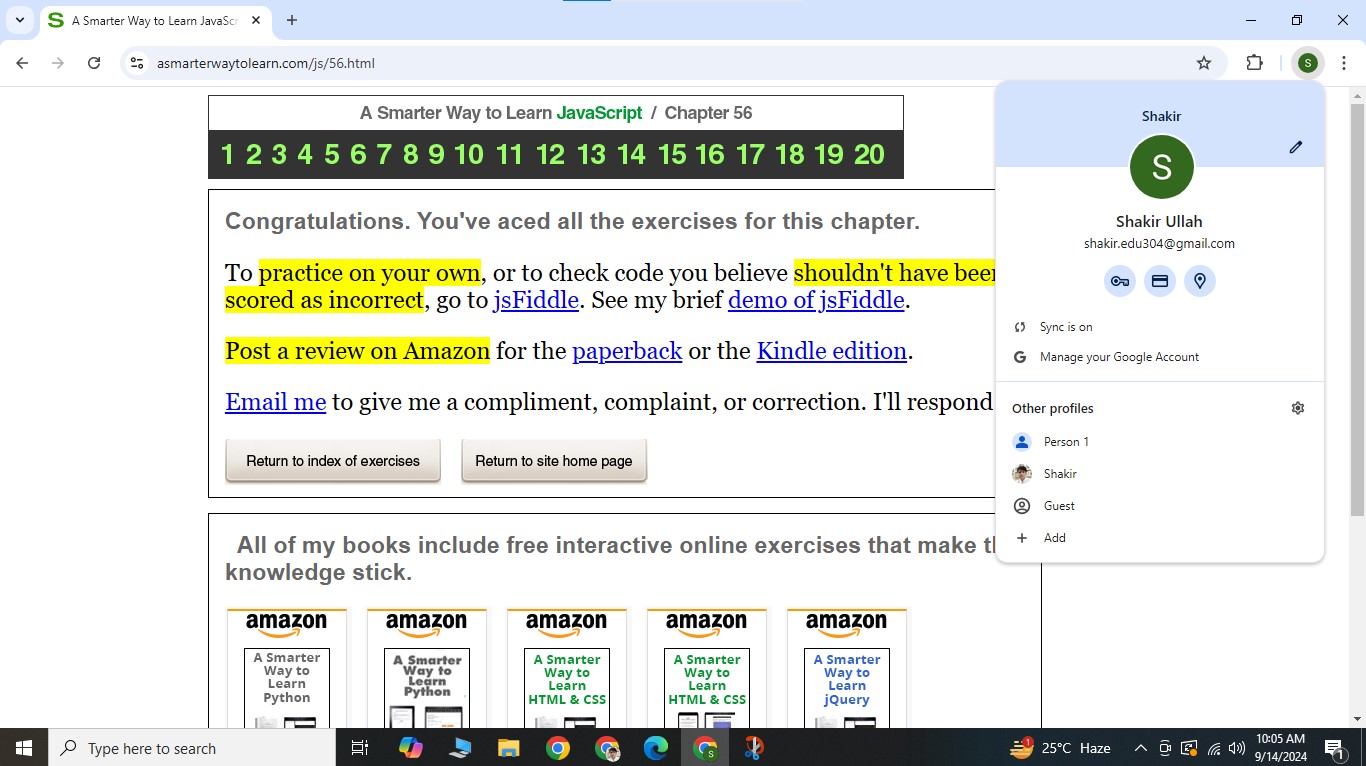 A Smarter Way to Learn JavaScr
asmarterwaytolearn.com/js/56.html
S
A Smarter Way to Learn JavaScript / Chapter 56
1 2 3 4 5 6 7 8 9 10 11 12 13 14 15 16 17 18 19 20
Congratulations. You've aced all the exercises for this chapter.
To practice on your own, or to check code you believe shouldn't have been
scored as incorrect, go to jsFiddle. See my brief demo of jsFiddle.
Post a review on Amazon for the paperback or the Kindle edition.
Email me to give me a compliment, complaint, or correction. I'll respond
Return to index of exercises
Return to site home page
All of my books include free interactive online exercises that make th
knowledge stick.
amazon
A Smarter
Way to
Learn
Python
amazon
A Smarter
Way to
Learn
Python
amazon
A Smarter
Way to
Learn
HTML & CSS
amazon
A Smarter
Way to
Learn
HTML & CSS
amazon
A Smarter
Way to
Learn
jQuery
Shakir
S
Shakir Ullah
shakir.edu304@gmail.com
Sync is on
Manage your Google Account
Other profiles
Person 1
Shakir
Guest
Add
Type here to search
25°C Haze
10:05 AM
9/14/2024
1